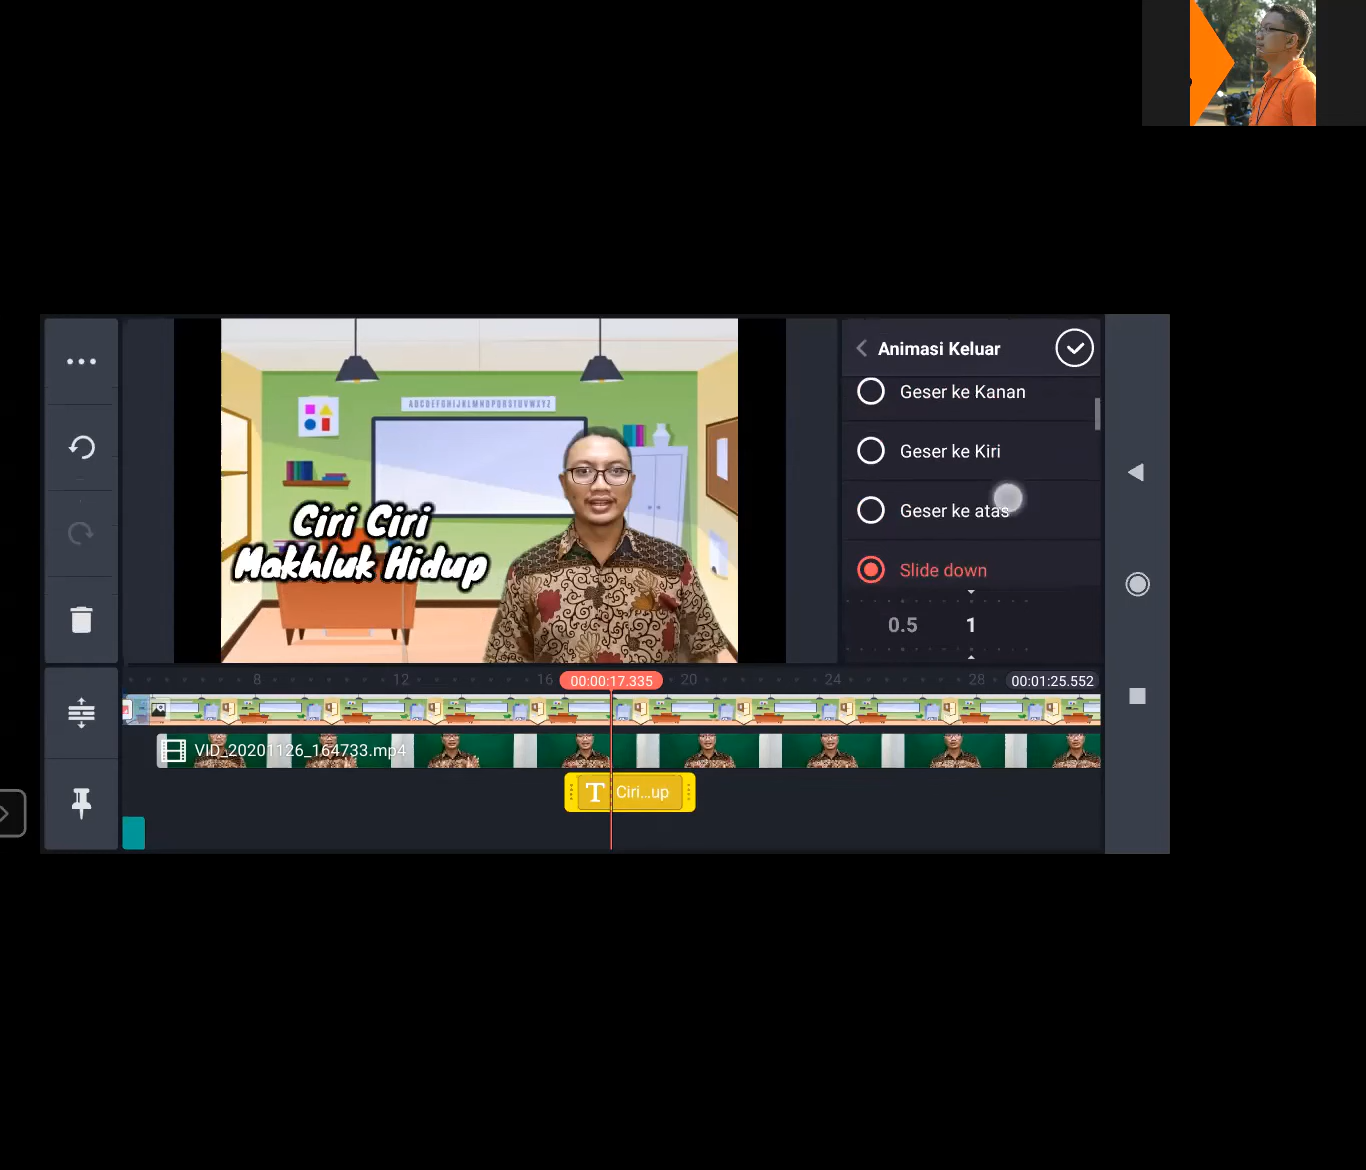 Animasi Keluar
Geser ke Kanan
Geser ke Kiri
Geser ke atas
Slide down
0.5 1
ABCDEFGHIJKLMNOPQRSTUVWXYZ
Ciri Ciri
Makhluk Hidup
8 12 16 00:00:17.335 20 24 28 00:01:25.552
VID_20201126_164733.mp4
T Ciri...up